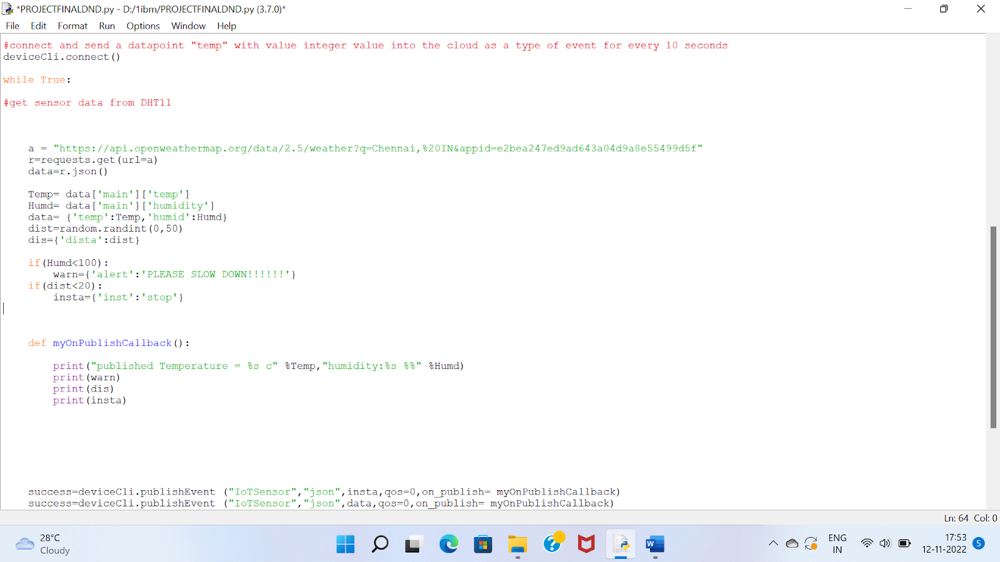 *PROJECTFINALDND.py - D:/1ibm/PROJECTFINALDND.py (3.7.0)*
File Edit Format Run Options Window Help
#connect and send a datapoint "temp" with value integer value into the cloud as a type of event for every 10 seconds
deviceCli.connect()
while True:
#get sensor data from DHT11
a = "https://api.openweathermap.org/data/2.5/weather?q=Chennai,%20IN&appid=e2bea247ed9ad643a04d9a8e55499d5f"
r=requests.get(url=a)
data=r.json()
Temp= data['main']['temp']
Humd= data['main']['humidity']
data= {'temp':Temp,'humid':Humd}
dist=random.randint(0,50)
dis={'dista':dist}
if(Humd<100):
warn={'alert':'PLEASE SLOW DOWN!!!!!!'}
if(dist<20):
insta={'inst':'stop'}
def myOnPublishCallback():
print("published Temperature = %s c" %Temp,"humidity:%s %%" %Humd)
print(warn)
print(dis)
print(insta)
success=deviceCli.publishEvent ("IoTSensor","json",insta,qos=0,on_publish= myOnPublishCallback)
success=deviceCli.publishEvent ("IoTSensor","json",data,qos=0,on_publish= myOnPublishCallback)
Ln: 64 Col: 0
28°C
Cloudy
W
ENG
IN
17:53
12-11-2022
5